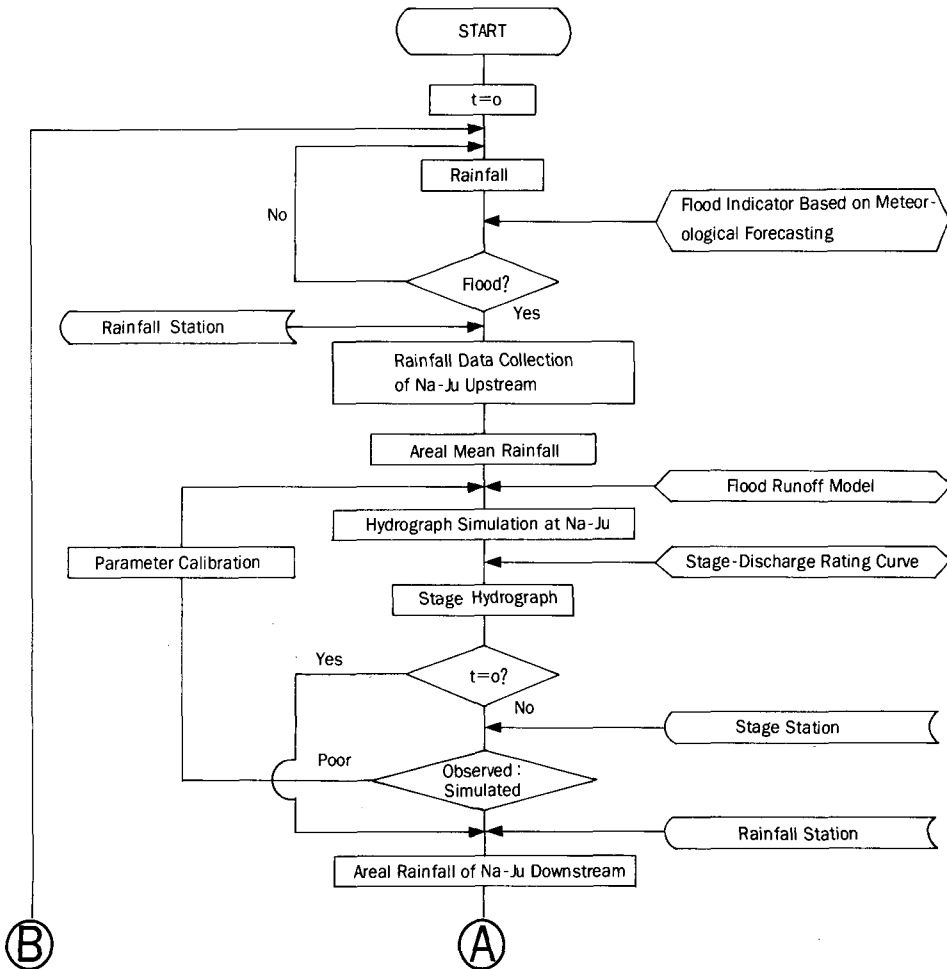 START
t=o
Rainfall
No
Flood Indicator Based on Meteor-
ological Forecasting
Flood?
Yes
Rainfall Station
Rainfall Data Collection
of Na-Ju Upstream
Areal Mean Rainfall
Flood Runoff Model
Hydrograph Simulation at Na-Ju
Parameter Calibration
Stage-Discharge Rating Curve
Stage Hydrograph
Yes
t=o?
No
Stage Station
Poor
Observed :
Simulated
Rainfall Station
Areal Rainfall of Na-Ju Downstream
B
A